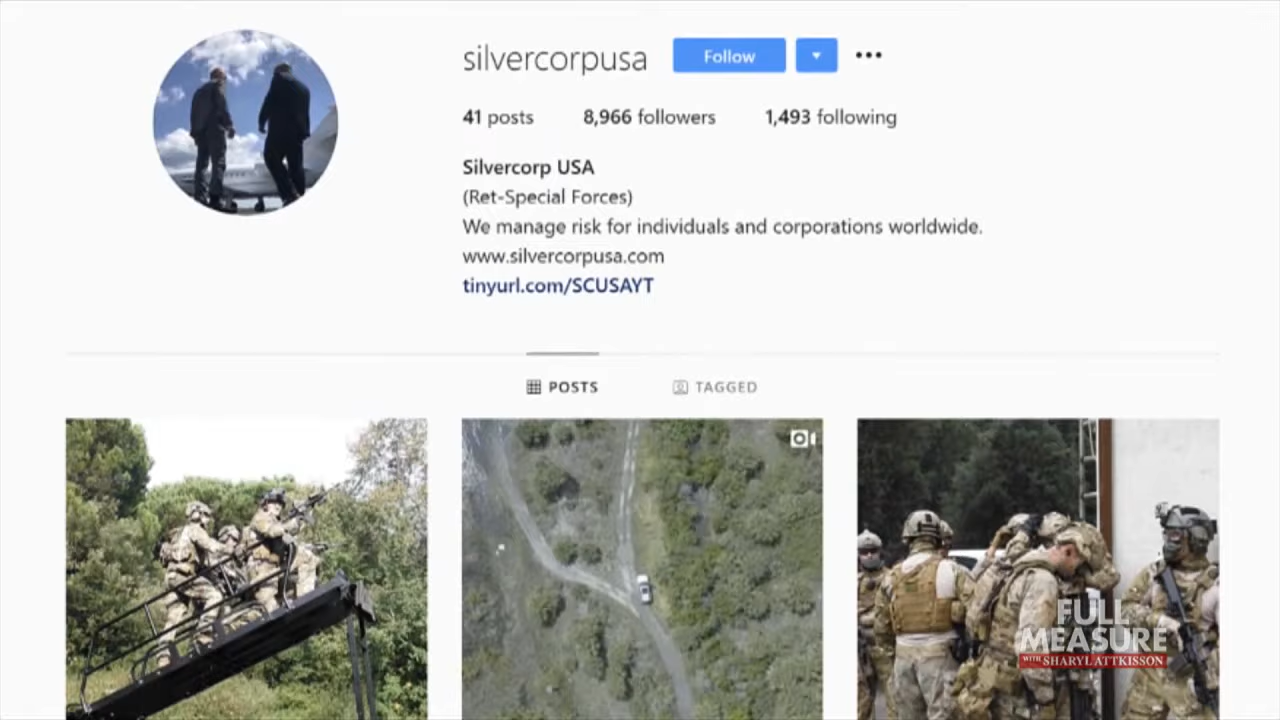 silvercorpusa
Follow
41 posts 8,966 followers 1,493 following
Silvercorp USA
(Ret-Special Forces)
We manage risk for individuals and corporations worldwide.
www.silvercorpusa.com
tinyurl.com/SCUSAYT
POSTS TAGGED
FULL
MEASURE
WITH SHARYL ATTKISSON